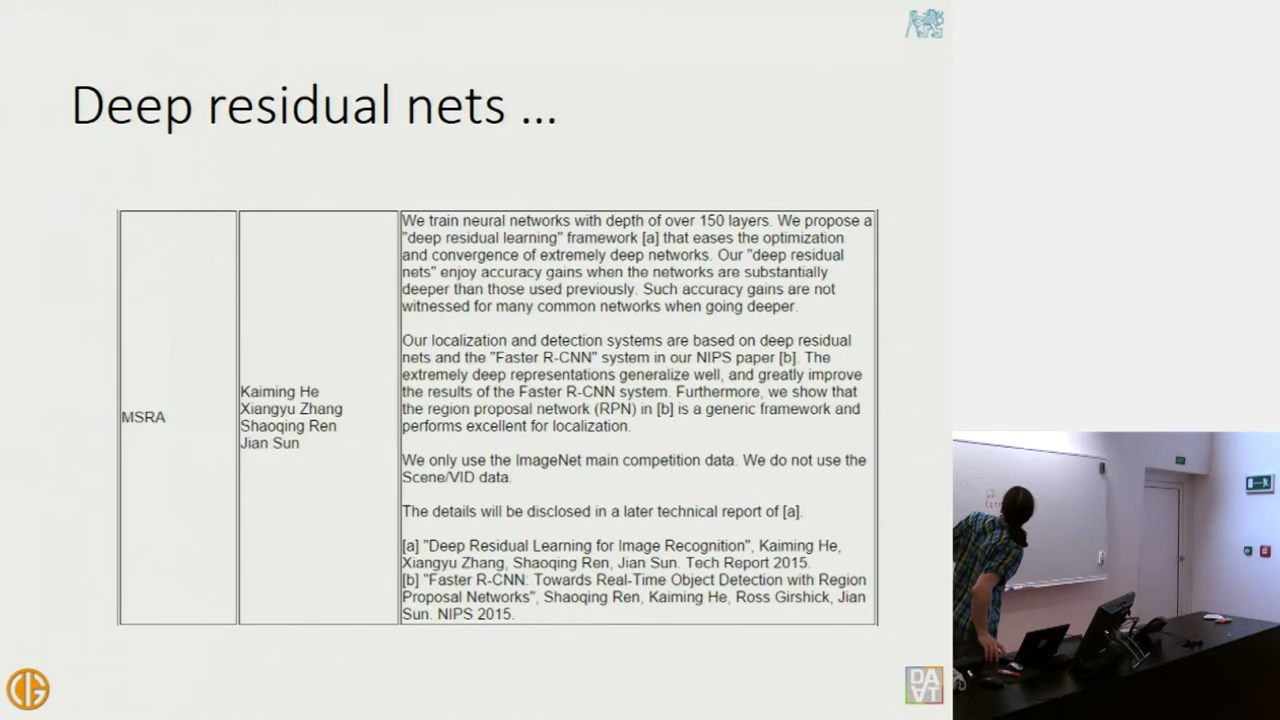 Deep residual nets ...
MSRA
Kaiming He
Xiangyu Zhang
Shaoqing Ren
Jian Sun
We train neural networks with depth of over 150 layers. We propose a
"deep residual learning" framework [a] that eases the optimization
and convergence of extremely deep networks. Our "deep residual
nets" enjoy accuracy gains when the networks are substantially
deeper than those used previously. Such accuracy gains are not
witnessed for many common networks when going deeper.
Our localization and detection systems are based on deep residual
nets and the "Faster R-CNN" system in our NIPS paper [b]. The
extremely deep representations generalize well, and greatly improve
the results of the Faster R-CNN system. Furthermore, we show that
the region proposal network (RPN) in [b] is a generic framework and
performs excellent for localization.
We only use the ImageNet main competition data. We do not use the
Scene/VID data.
The details will be disclosed in a later technical report of [a].
[a] "Deep Residual Learning for Image Recognition", Kaiming He,
Xiangyu Zhang, Shaoqing Ren, Jian Sun. Tech Report 2015.
[b] "Faster R-CNN: Towards Real-Time Object Detection with Region
Proposal Networks", Shaoqing Ren, Kaiming He, Ross Girshick, Jian
Sun. NIPS 2015.
DA